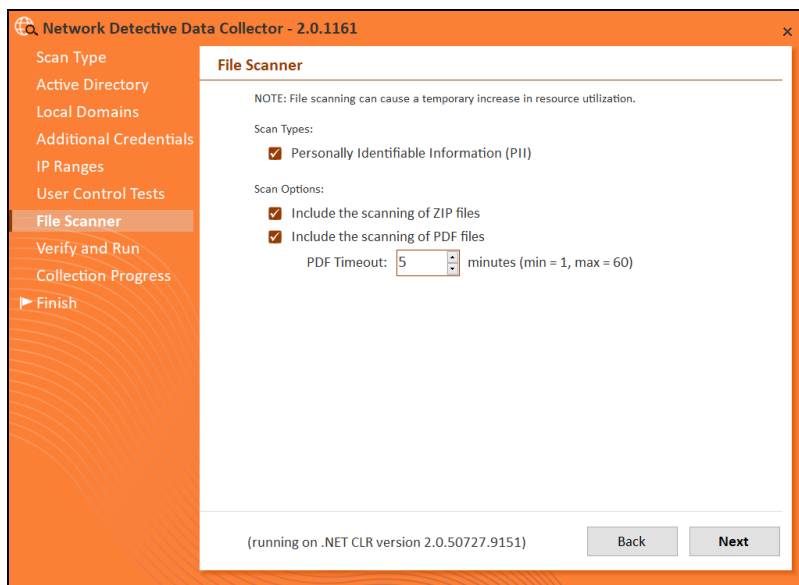 Network Detective Data Collector - 2.0.1161
Scan Type
Active Directory
Local Domains
Additional Credentials
IP Ranges
User Control Tests
File Scanner
Verify and Run
Collection Progress
Finish
File Scanner
NOTE: File scanning can cause a temporary increase in resource utilization.
Scan Types:
Personally Identifiable Information (PII)
Scan Options:
Include the scanning of ZIP files
Include the scanning of PDF files
PDF Timeout: 5 minutes (min = 1, max = 60)
(running on .NET CLR version 2.0.50727.9151)
Back
Next